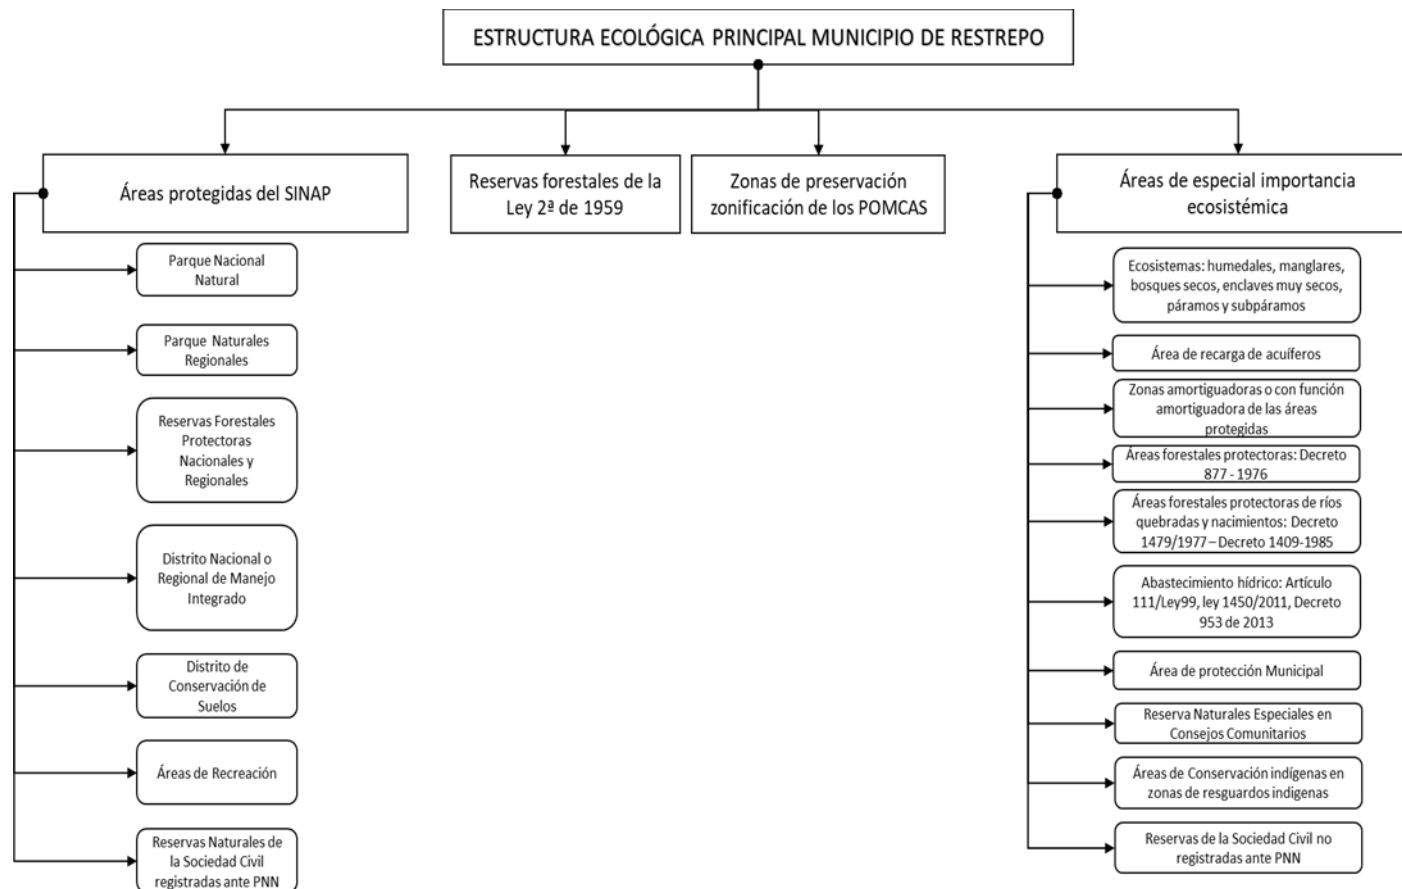 ESTRUCTURA ECOLÓGICA PRINCIPAL MUNICIPIO DE RESTREPO
Áreas protegidas del SINAP
Reservas forestales de la
Ley 2ª de 1959
Zonas de preservación
zonificación de los POMCAS
Áreas de especial importancia
ecosistémica
Parque Nacional
Natural
Parque Naturales
Regionales
Reservas Forestales
Protectoras
Nacionales y
Regionales
Distrito Nacional o
Regional de Manejo
Integrado
Distrito de
Conservación de
Suelos
Áreas de Recreación
Reservas Naturales de
la Sociedad Civil
registradas ante PNN
Ecosistemas: humedales, manglares,
bosques secos, enclaves muy secos,
páramos y subpáramos
Área de recarga de acuíferos
Zonas amortiguadoras o con función
amortiguadora de las áreas
protegidas
Áreas forestales protectoras: Decreto
877 - 1976
Áreas forestales protectoras de ríos
quebradas y nacimientos: Decreto
1479/1977 – Decreto 1409-1985
Abastecimiento hídrico: Artículo
111/Ley99, ley 1450/2011, Decreto
953 de 2013
Área de protección Municipal
Reserva Naturales Especiales en
Consejos Comunitarios
Áreas de Conservación indígenas en
zonas de resguardos indigenas
Reservas de la Sociedad Civil no
registradas ante PNN